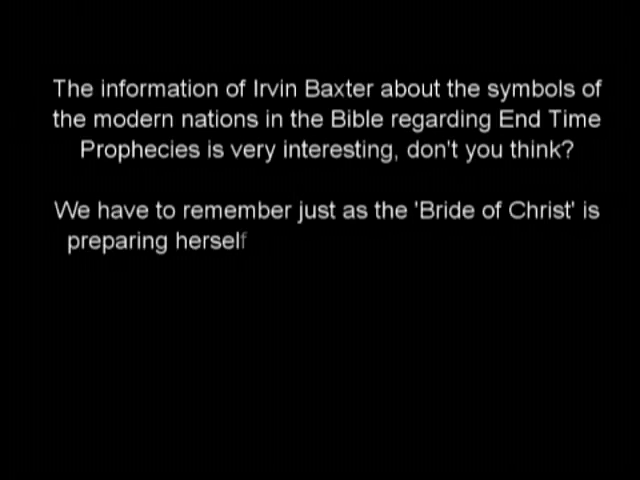 The information of Irvin Baxter about the symbols of
the modern nations in the Bible regarding End Time
Prophecies is very interesting, don't you think?
We have to remember just as the 'Bride of Christ' is
preparing herself